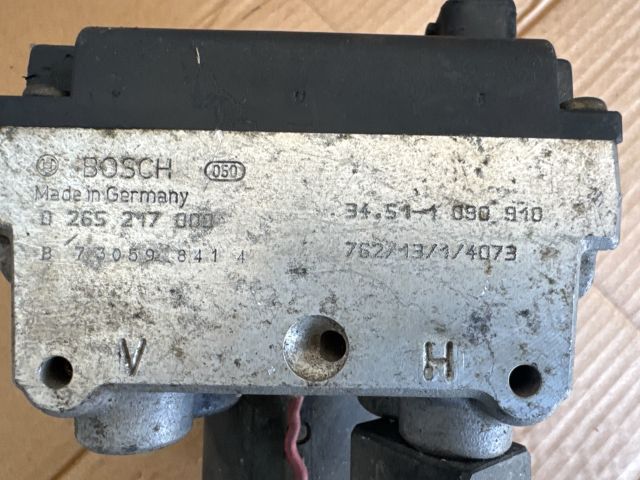 BOSCH 050
Made in Germany
0 265 217 000 34.51-1 090 910
B 73059 841 4 762/13/1/4073
V H